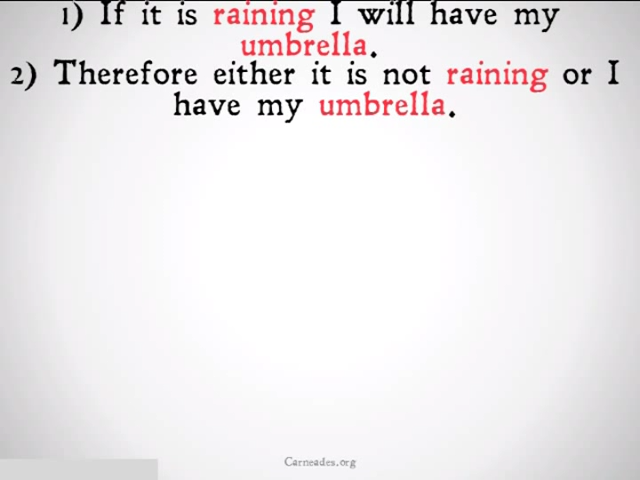 1) If it is raining I will have my
umbrella.
2) Therefore either it is not raining or I
have my umbrella.
Carneades.org